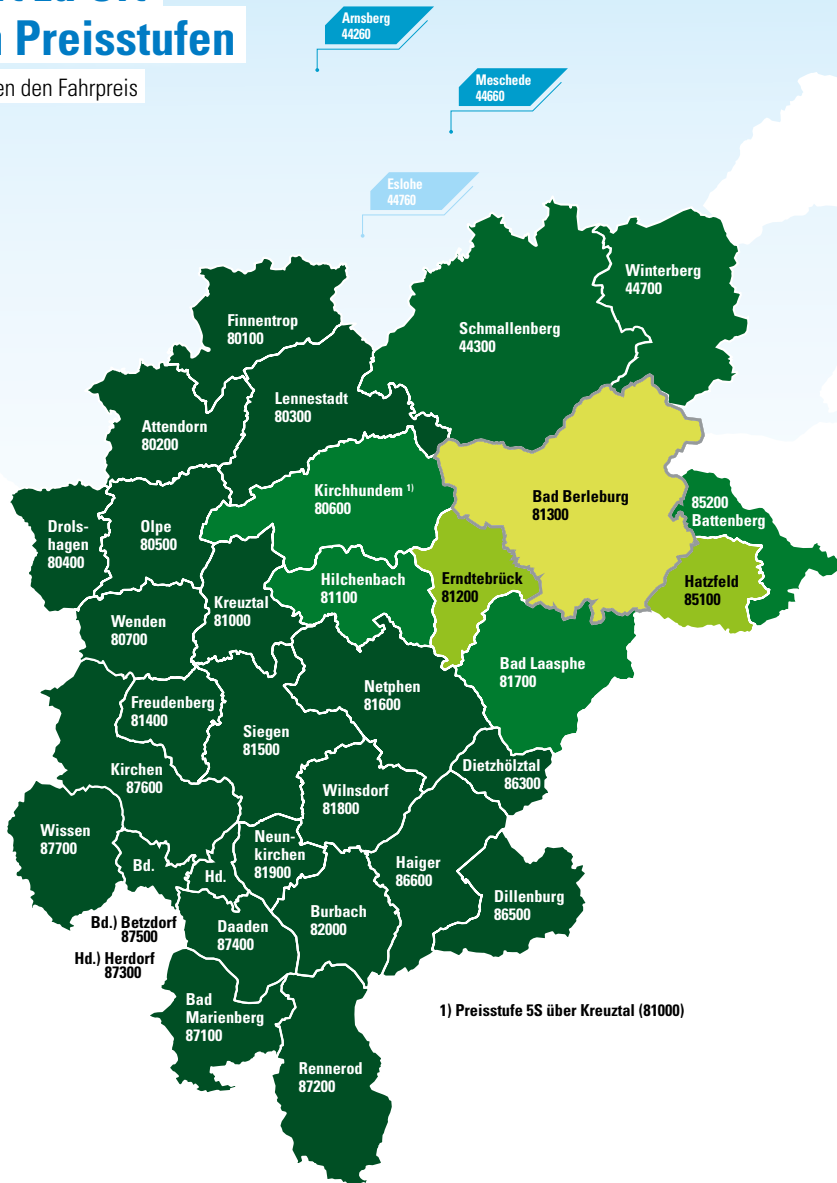 n Preisstufen
en den Fahrpreis
Arnsberg
44260
Meschede
44660
Eslohe
44760
Winterberg
44700
Schmallenberg
44300
Finnentrop
80100
Lennestadt
80300
Attendorn
80200
Kirchhundem 1)
80600
Bad Berleburg
81300
85200
Battenberg
Drols-
hagen
80400
Olpe
80500
Hilchenbach
81100
Erndtebrück
81200
Hatzfeld
85100
Kreuztal
81000
Wenden
80700
Bad Laasphe
81700
Netphen
81600
Freudenberg
81400
Siegen
81500
Kirchen
87600
Dietzhölztal
86300
Wilnsdorf
81800
Wissen
87700
Neun-
kirchen
81900
Bd.
Hd.
Haiger
86600
Dillenburg
86500
Burbach
82000
Bd.) Betzdorf
87500
Daaden
87400
Hd.) Herdorf
87300
Bad
Marienberg
87100
1) Preisstufe 5S über Kreuztal (81000)
Rennerod
87200